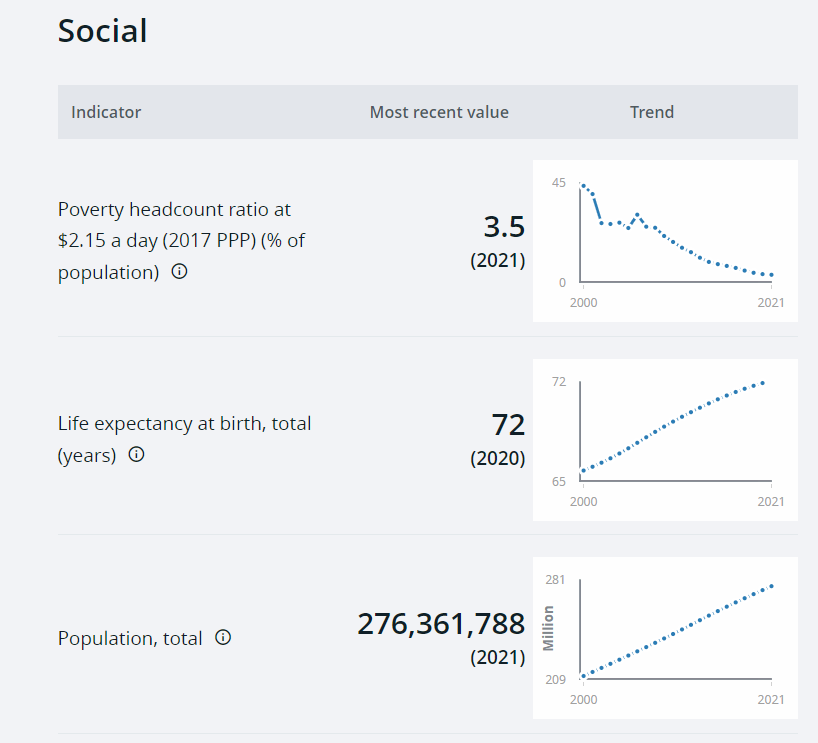 Social
Indicator Most recent value Trend
Poverty headcount ratio at
$2.15 a day (2017 PPP) (% of
population)
3.5
(2021)
45
0
2000 2021
Life expectancy at birth, total
(years)
72
(2020)
72
65
2000 2021
Population, total
276,361,788
(2021)
281
Million
209
2000 2021